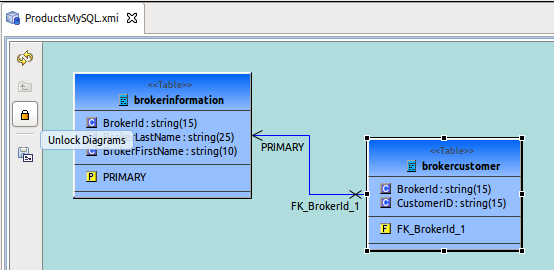 ProductsMySQL.xmi
<<Table>>
brokerinformation
BrokerId : string(15)
BrokerLastName : string(25)
BrokerFirstName : string(10)
PRIMARY
Unlock Diagrams
PRIMARY
FK_BrokerId_1
<<Table>>
brokercustomer
BrokerId : string(15)
CustomerID : string(15)
FK_BrokerId_1